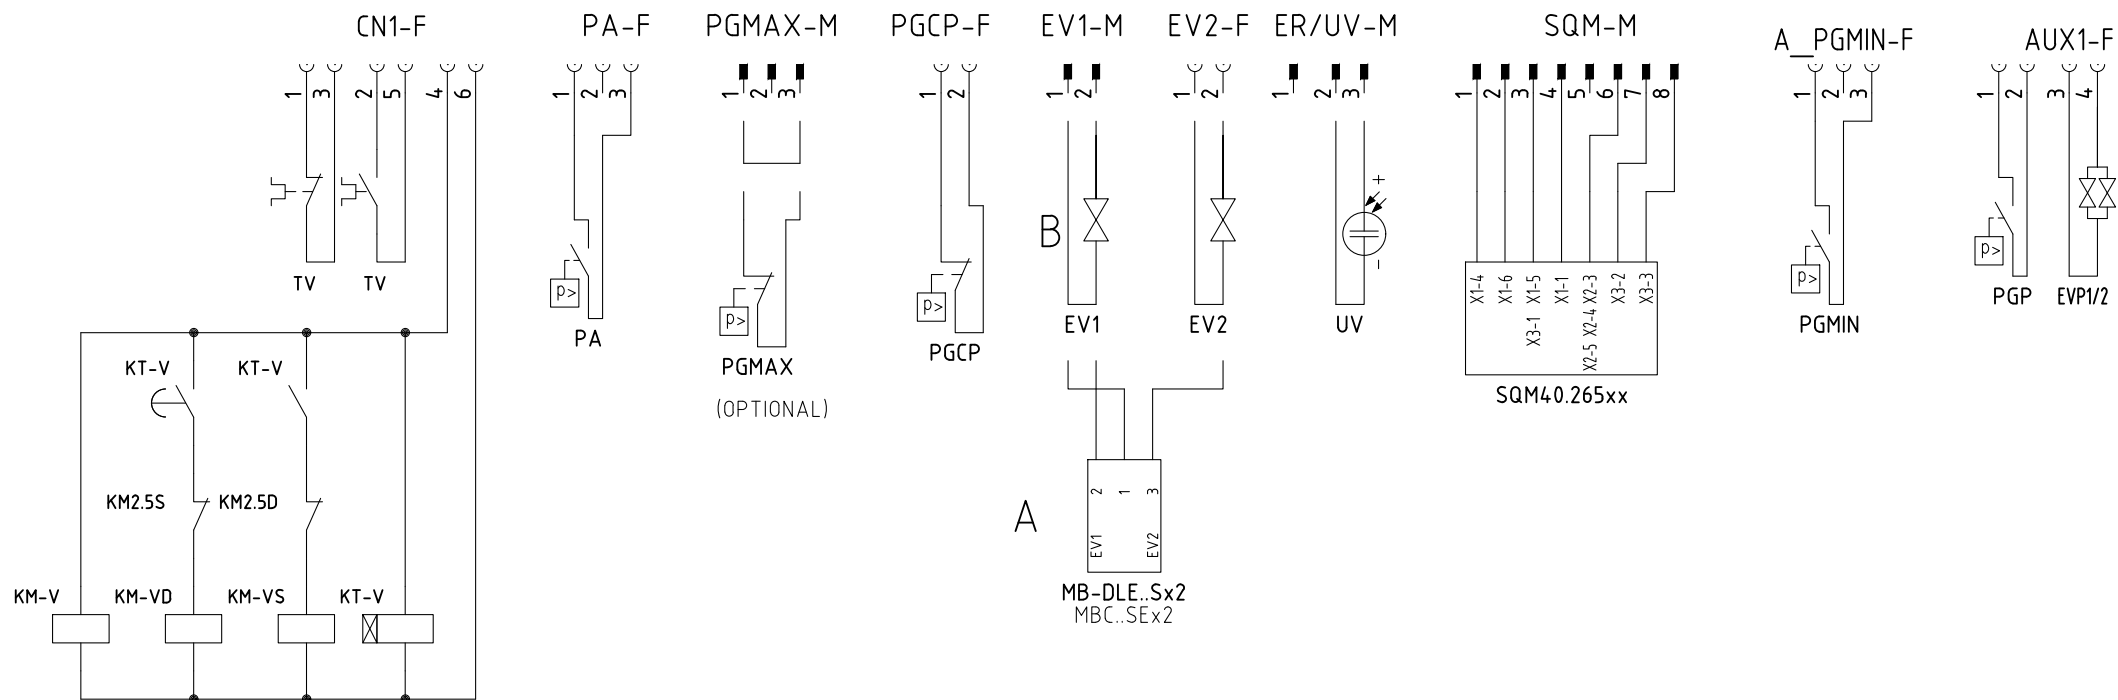 CN1-F PA-F PGMAX-M PGCP-F EV1-M EV2-F ER/UV-M SQM-M A_PGMIN-F AUX1-F
1 3 2 5 4 6 1 2 3 1 2 3 1 2 1 2 1 2 1 2 3 1 2 3 4 5 6 7 8 1 2 3 1 2 3 4
+
B
-
p> p> p> p> p>
X1-4 X1-6 X1-5 X3-1 X1-1 X2-3 X2-4 X2-5 X3-2 X3-3
TV TV PGP EVP1/2
PA PGCP EV1 EV2 UV PGMIN
KT-V KT-V PGMAX
SQM40.265xx
(OPTIONAL)
2 1 3
KM2.5S KM2.5D
A
EV1 EV2
KM-V KM-VD KM-VS KT-V MB-DLE..Sx2
MBC..SEx2